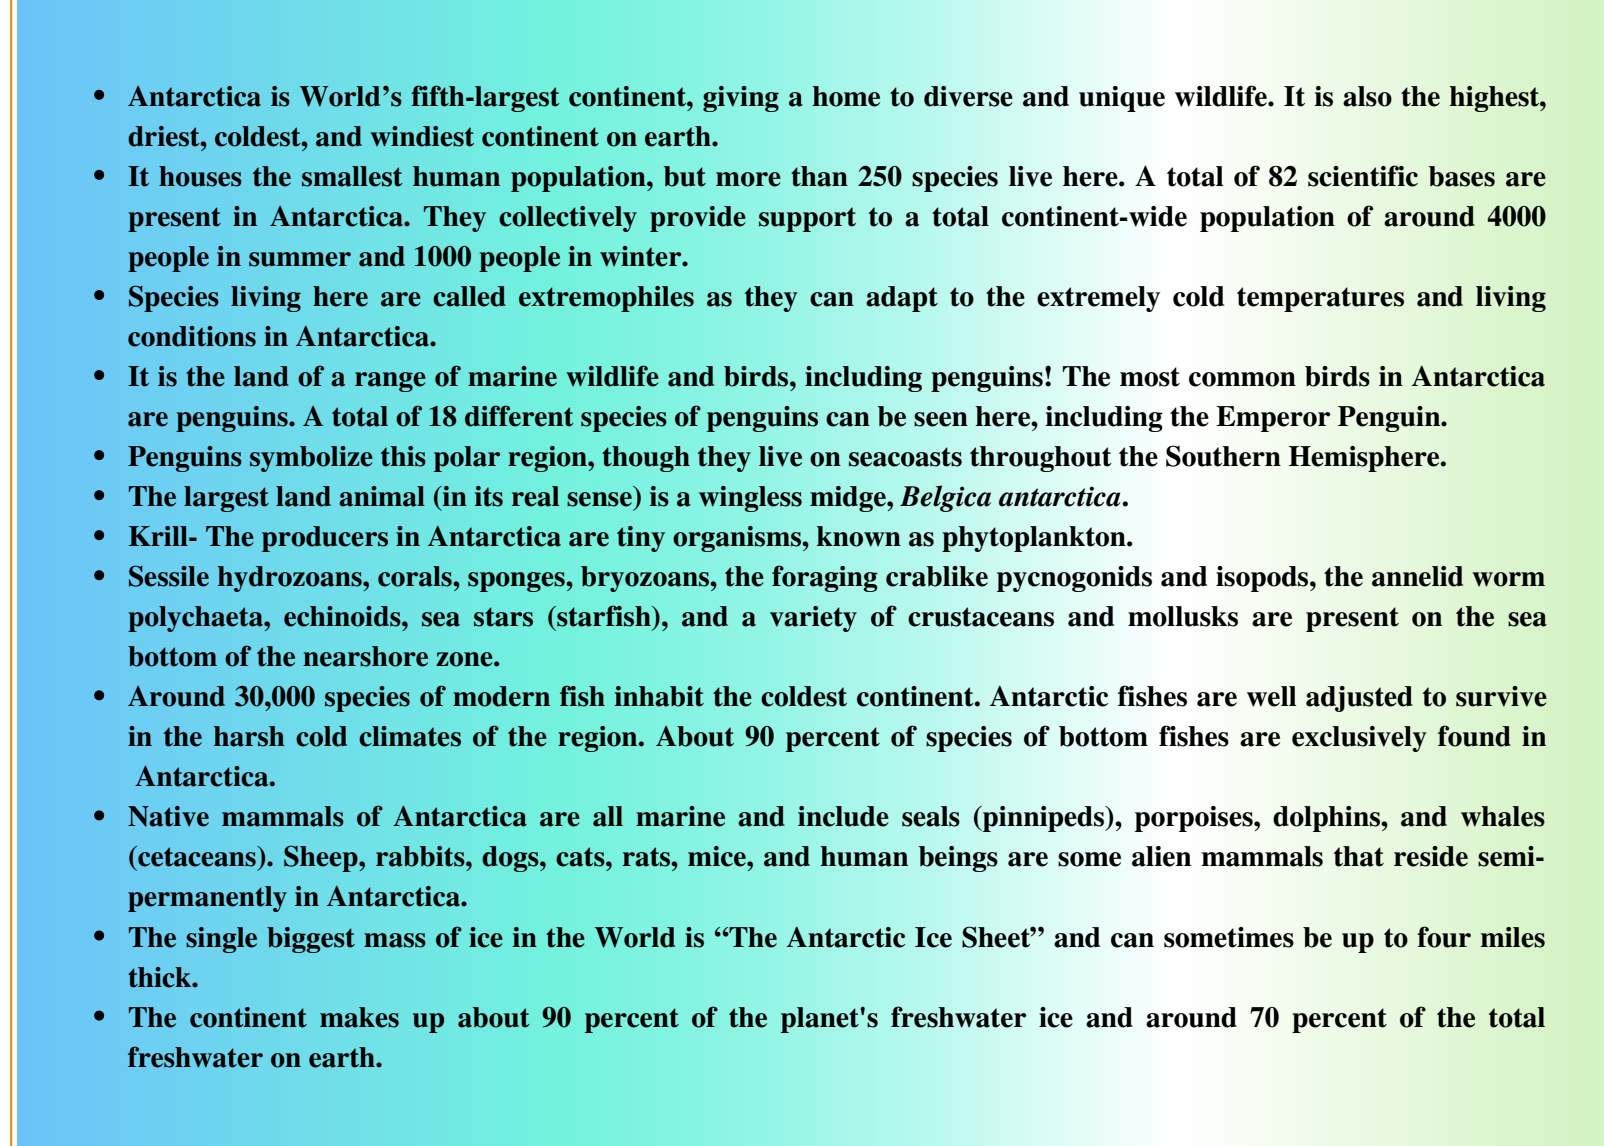 • Antarctica is World’s fifth-largest continent, giving a home to diverse and unique wildlife. It is also the highest,
driest, coldest, and windiest continent on earth.
• It houses the smallest human population, but more than 250 species live here. A total of 82 scientific bases are
present in Antarctica. They collectively provide support to a total continent-wide population of around 4000
people in summer and 1000 people in winter.
• Species living here are called extremophiles as they can adapt to the extremely cold temperatures and living
conditions in Antarctica.
• It is the land of a range of marine wildlife and birds, including penguins! The most common birds in Antarctica
are penguins. A total of 18 different species of penguins can be seen here, including the Emperor Penguin.
• Penguins symbolize this polar region, though they live on seacoasts throughout the Southern Hemisphere.
• The largest land animal (in its real sense) is a wingless midge, Belgica antarctica.
• Krill- The producers in Antarctica are tiny organisms, known as phytoplankton.
• Sessile hydrozoans, corals, sponges, bryozoans, the foraging crablike pycnogonids and isopods, the annelid worm
polychaeta, echinoids, sea stars (starfish), and a variety of crustaceans and mollusks are present on the sea
bottom of the nearshore zone.
• Around 30,000 species of modern fish inhabit the coldest continent. Antarctic fishes are well adjusted to survive
in the harsh cold climates of the region. About 90 percent of species of bottom fishes are exclusively found in
Antarctica.
• Native mammals of Antarctica are all marine and include seals (pinnipeds), porpoises, dolphins, and whales
(cetaceans). Sheep, rabbits, dogs, cats, rats, mice, and human beings are some alien mammals that reside semi-
permanently in Antarctica.
• The single biggest mass of ice in the World is “The Antarctic Ice Sheet” and can sometimes be up to four miles
thick.
• The continent makes up about 90 percent of the planet's freshwater ice and around 70 percent of the total
freshwater on earth.